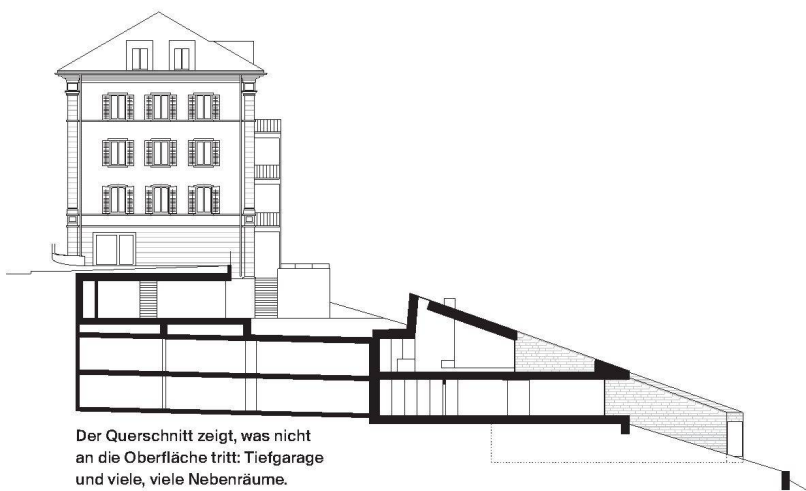 Der Querschnitt zeigt, was nicht
an die Oberfläche tritt: Tiefgarage
und viele, viele Nebenräume.